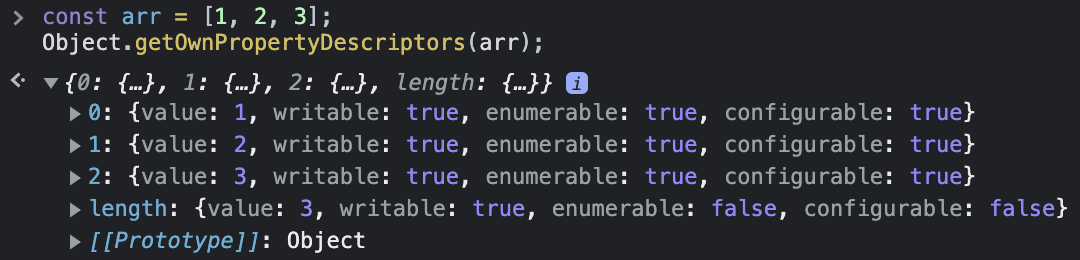 > const arr = [1, 2, 3];
Object.getOwnPropertyDescriptors(arr);
<· ▼{0: {…}, 1: {…}, 2: {…}, length: {…}} i
▶0: {value: 1, writable: true, enumerable: true, configurable: true}
▶1: {value: 2, writable: true, enumerable: true, configurable: true}
▶2: {value: 3, writable: true, enumerable: true, configurable: true}
▶length: {value: 3, writable: true, enumerable: false, configurable: false}
▶[[Prototype]]: Object